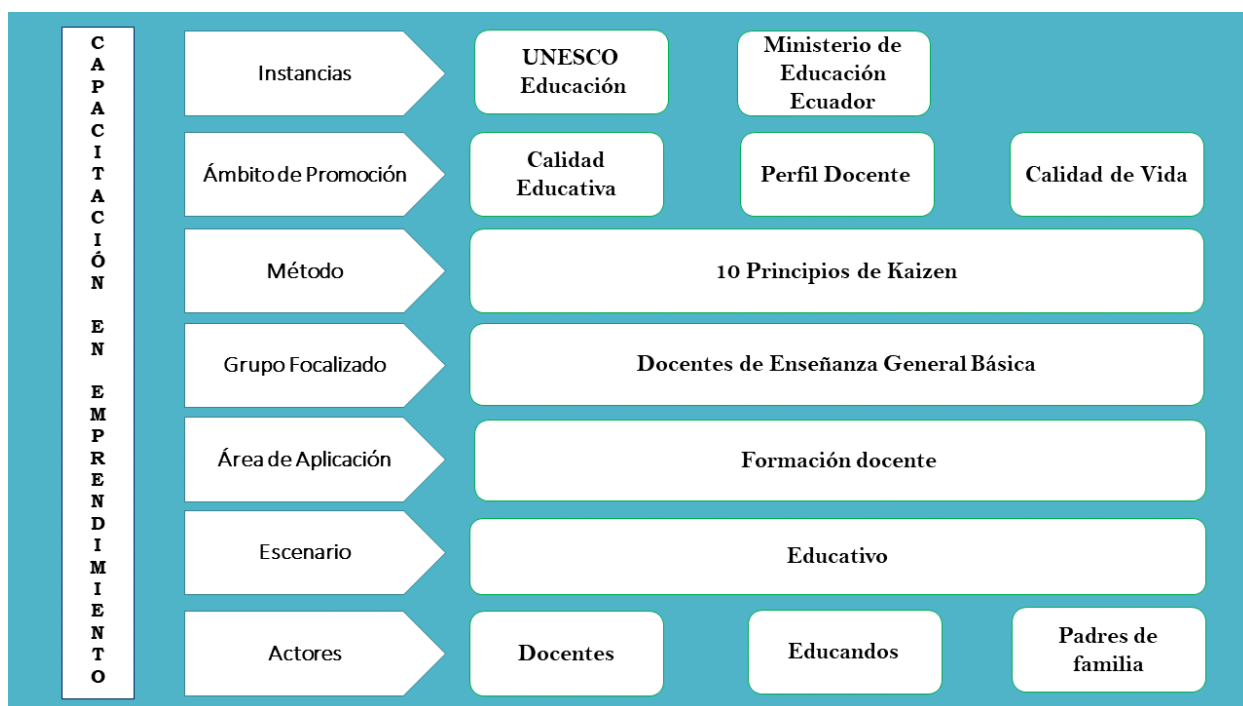 CAPACITACIÓN EN EMPRENDIMIENTO
Instancias
UNESCO
Educación
Ministerio de
Educación
Ecuador
Ámbito de Promoción
Calidad
Educativa
Perfil Docente
Calidad de Vida
Método
10 Principios de Kaizen
Grupo Focalizado
Docentes de Enseñanza General Básica
Área de Aplicación
Formación docente
Escenario
Educativo
Actores
Docentes
Educandos
Padres de
familia